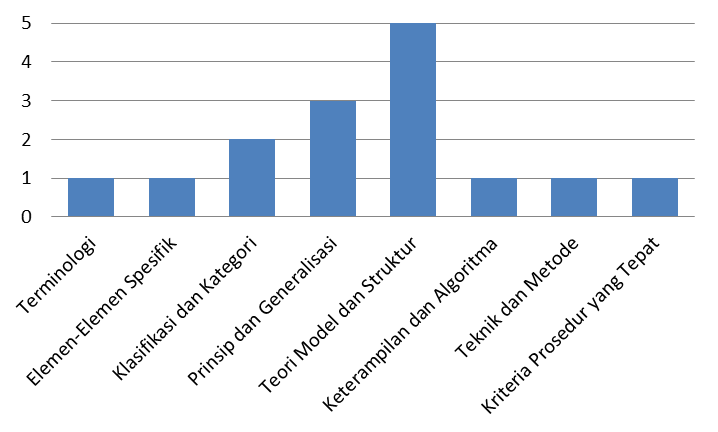 5
4
3
2
1
0
Terminologi
Elemen-Elemen Spesifik
Klasifikasi dan Kategori
Prinsip dan Generalisasi
Teori Model dan Struktur
Keterampilan dan Algoritma
Teknik dan Metode
Kriteria Prosedur yang Tepat